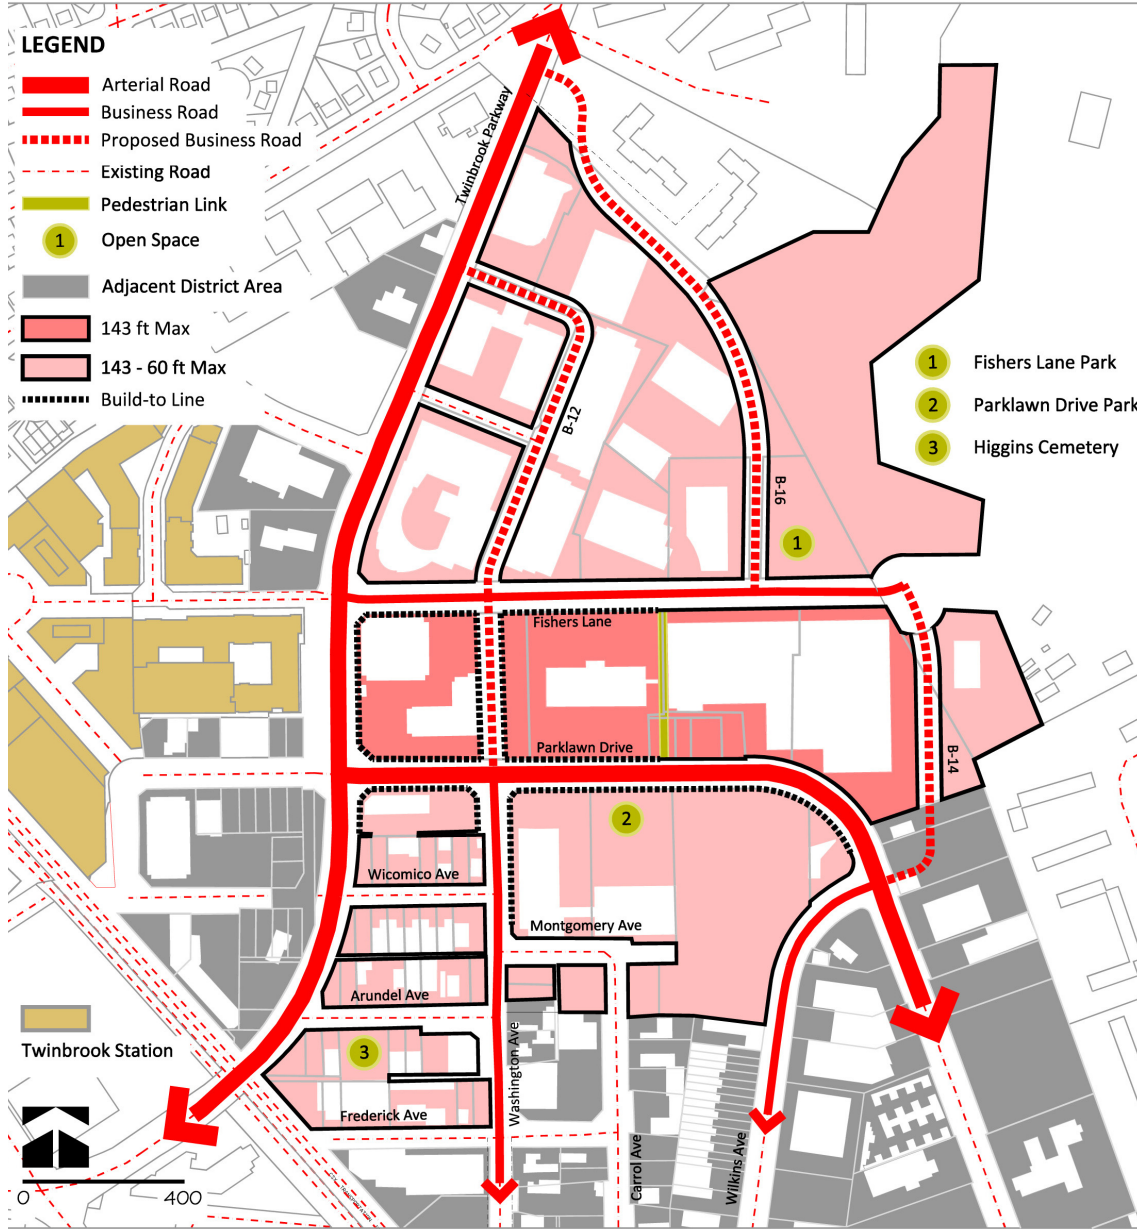 LEGEND
Arterial Road
Business Road
Proposed Business Road
Existing Road
Pedestrian Link
1
Open Space
Adjacent District Area
143 ft Max
143 - 60 ft Max
Build-to Line
Twinbrook Parkway
1
Fishers Lane Park
2
Parklawn Drive Park
3
Higgins Cemetery
B-12
B-16
1
Fishers Lane
Parklawn Drive
B-14
2
Wicomico Ave
Montgomery Ave
Arundel Ave
3
Frederick Ave
Washington Ave
Carrol Ave
Wilkins Ave
Twinbrook Station
0
400